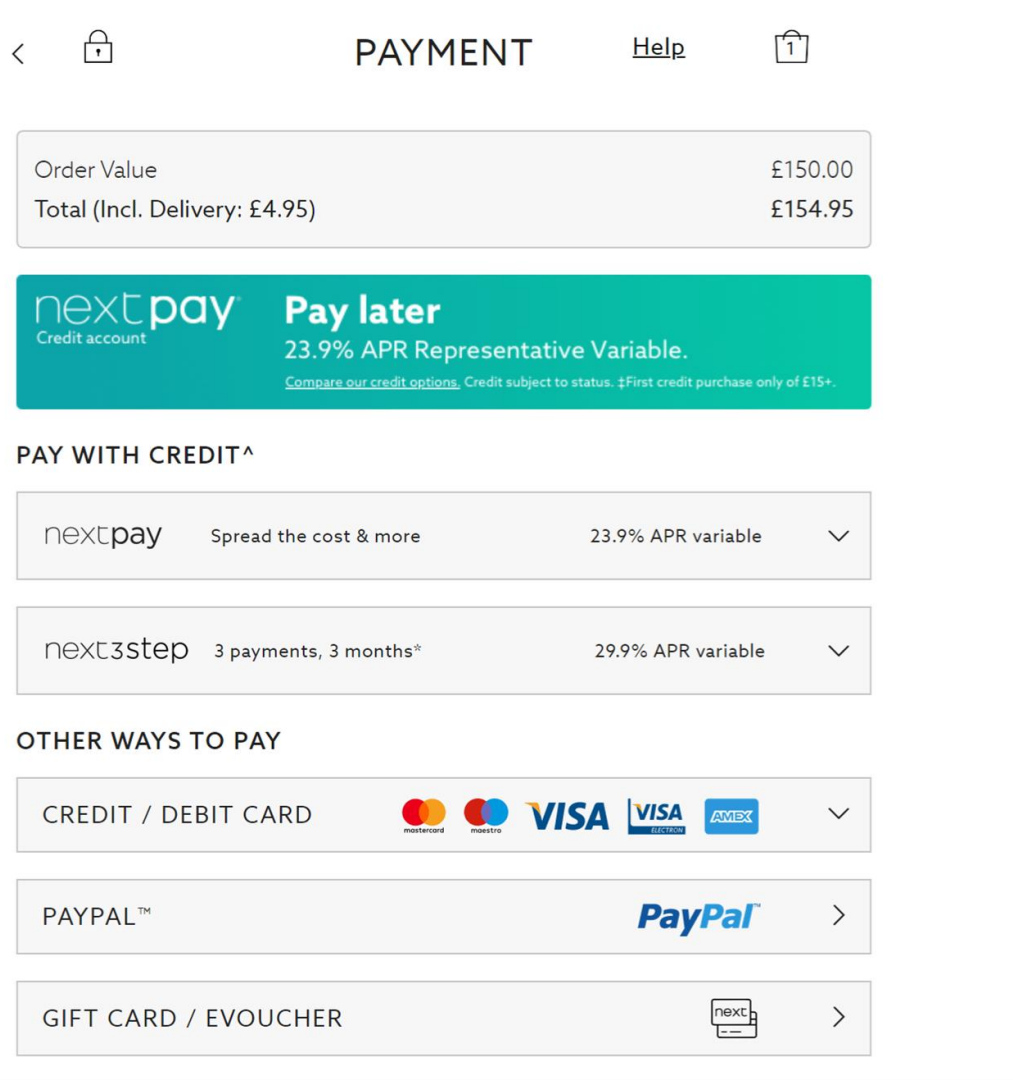 PAYMENT Help 1
Order Value £150.00
Total (Incl. Delivery: £4.95) £154.95
nextpay Pay later
Credit account 23.9% APR Representative Variable.
Compare our credit options. Credit subject to status. ‡First credit purchase only of £15+.
PAY WITH CREDIT^
nextpay Spread the cost & more 23.9% APR variable
next3step 3 payments, 3 months* 29.9% APR variable
OTHER WAYS TO PAY
CREDIT / DEBIT CARD mastercard maestro VISA VISA ELECTRON AMEX
PAYPAL™ PayPal™
GIFT CARD / EVOUCHER next